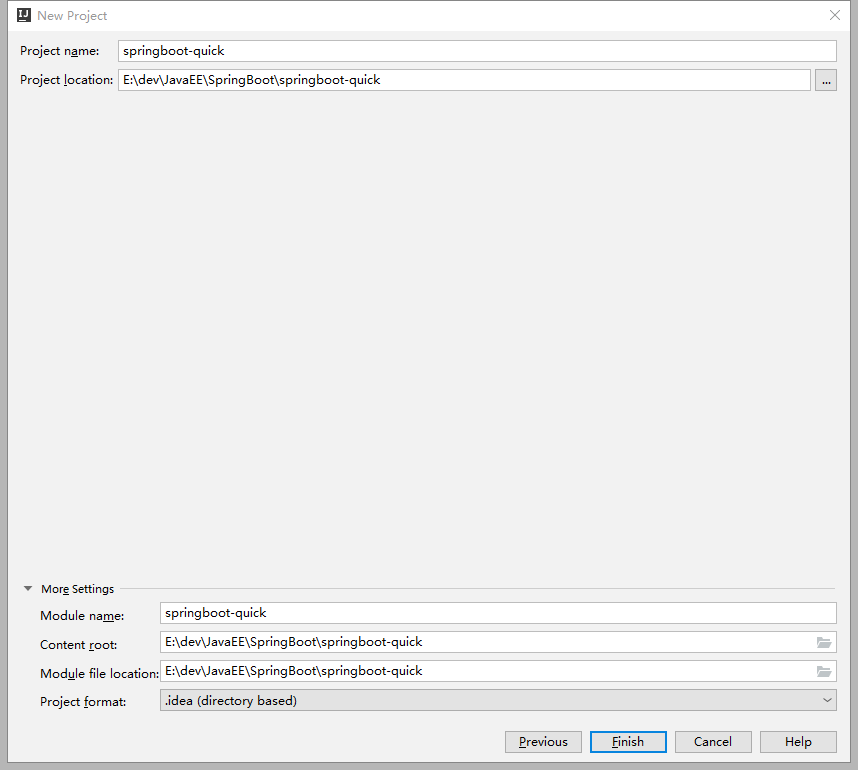 New Project
Project name: springboot-quick
Project location: E:\dev\JavaEE\SpringBoot\springboot-quick ...
More Settings
Module name: springboot-quick
Content root: E:\dev\JavaEE\SpringBoot\springboot-quick
Module file location: E:\dev\JavaEE\SpringBoot\springboot-quick
Project format: .idea (directory based)
Previous Finish Cancel Help